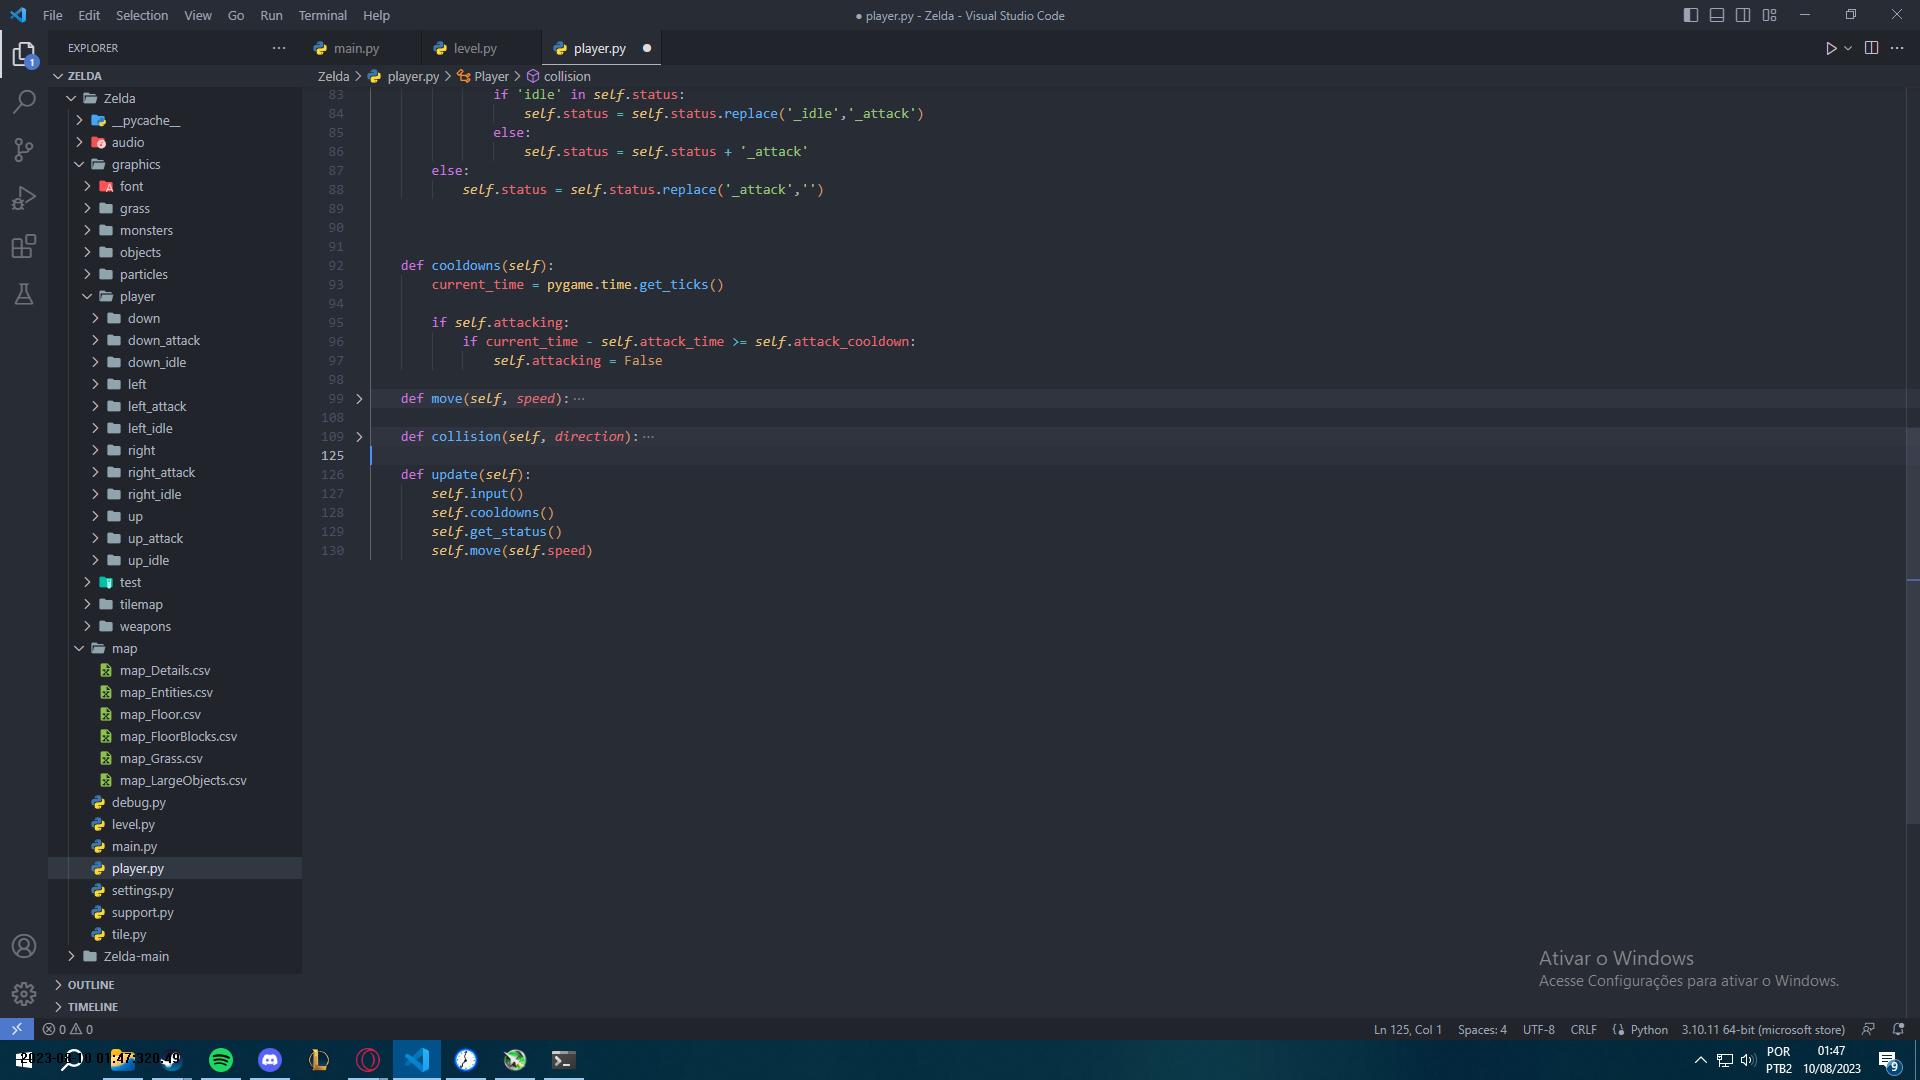 File Edit Selection View Go Run Terminal Help
● player.py - Zelda - Visual Studio Code
EXPLORER
main.py
level.py
player.py
1
ZELDA
Zelda > player.py > Player > collision
Zelda
__pycache__
audio
graphics
font
grass
monsters
objects
particles
player
down
down_attack
down_idle
left
left_attack
left_idle
right
right_attack
right_idle
up
up_attack
up_idle
test
tilemap
weapons
map
map_Details.csv
map_Entities.csv
map_Floor.csv
map_FloorBlocks.csv
map_Grass.csv
map_LargeObjects.csv
debug.py
level.py
main.py
player.py
settings.py
support.py
tile.py
Zelda-main
OUTLINE
TIMELINE
83 if 'idle' in self.status:
84 self.status = self.status.replace('_idle','_attack')
85 else:
86 self.status = self.status + '_attack'
87 else:
88 self.status = self.status.replace('_attack','')
89
90
91
92 def cooldowns(self):
93 current_time = pygame.time.get_ticks()
94
95 if self.attacking:
96 if current_time - self.attack_time >= self.attack_cooldown:
97 self.attacking = False
98
99 def move(self, speed):···
108
109 def collision(self, direction):···
125
126 def update(self):
127 self.input()
128 self.cooldowns()
129 self.get_status()
130 self.move(self.speed)
Ativar o Windows
Acesse Configurações para ativar o Windows.
0 0
Ln 125, Col 1 Spaces: 4 UTF-8 CRLF Python 3.10.11 64-bit (microsoft store)
2023-08-10 01:47:320.49
POR
PTB2
01:47
10/08/2023
9